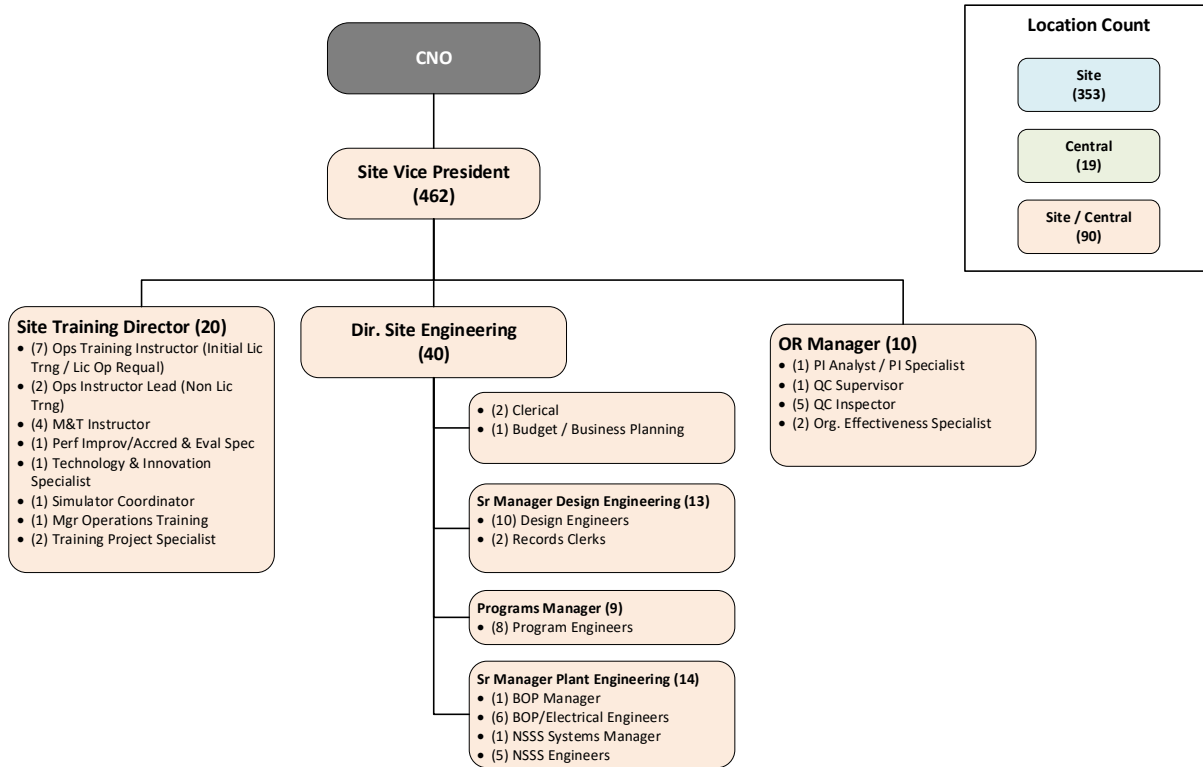 CNO
Location Count
Site
(353)
Central
(19)
Site / Central
(90)
Site Vice President
(462)
Site Training Director (20)
• (7) Ops Training Instructor (Initial Lic
Trng / Lic Op Requal)
• (2) Ops Instructor Lead (Non Lic
Trng)
• (4) M&T Instructor
• (1) Perf Improv/Accred & Eval Spec
• (1) Technology & Innovation
Specialist
• (1) Simulator Coordinator
• (1) Mgr Operations Training
• (2) Training Project Specialist
Dir. Site Engineering
(40)
• (2) Clerical
• (1) Budget / Business Planning
Sr Manager Design Engineering (13)
• (10) Design Engineers
• (2) Records Clerks
Programs Manager (9)
• (8) Program Engineers
Sr Manager Plant Engineering (14)
• (1) BOP Manager
• (6) BOP/Electrical Engineers
• (1) NSSS Systems Manager
• (5) NSSS Engineers
OR Manager (10)
• (1) PI Analyst / PI Specialist
• (1) QC Supervisor
• (5) QC Inspector
• (2) Org. Effectiveness Specialist